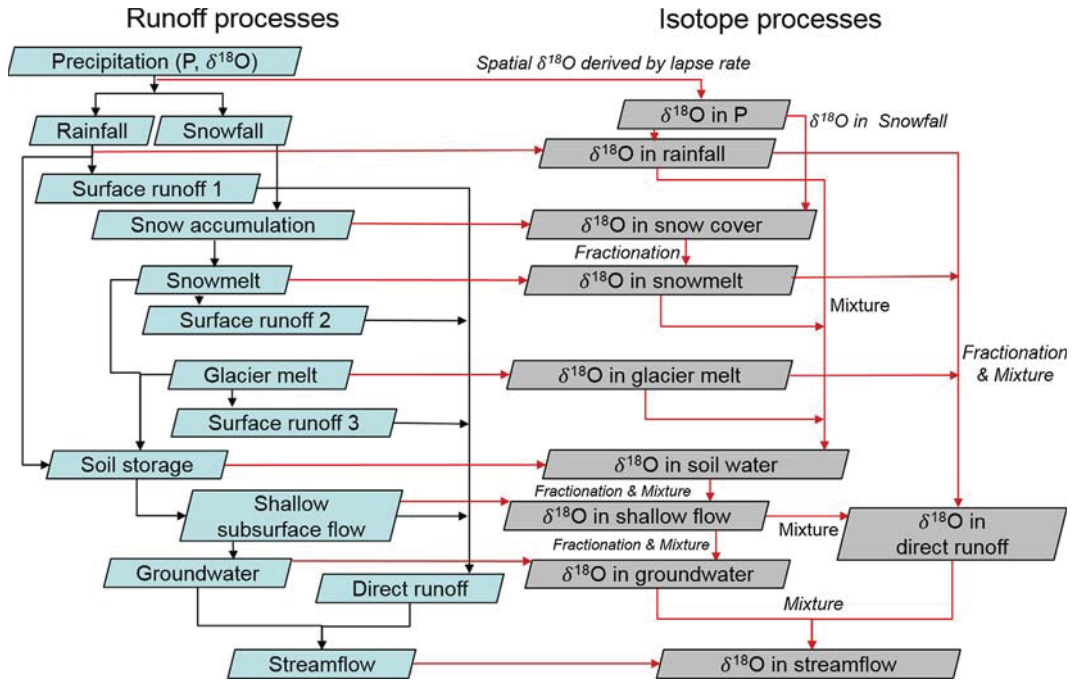 Runoff processes
Isotope processes
Precipitation (P, δ¹⁸O)
Spatial δ¹⁸O derived by lapse rate
δ¹⁸O in P
δ¹⁸O in Snowfall
Rainfall
Snowfall
δ¹⁸O in rainfall
Surface runoff 1
Snow accumulation
δ¹⁸O in snow cover
Fractionation
Snowmelt
δ¹⁸O in snowmelt
Mixture
Surface runoff 2
Fractionation
& Mixture
Glacier melt
δ¹⁸O in glacier melt
Surface runoff 3
Soil storage
δ¹⁸O in soil water
Fractionation & Mixture
Shallow
subsurface flow
δ¹⁸O in shallow flow
Mixture
δ¹⁸O in
direct runoff
Fractionation & Mixture
Groundwater
δ¹⁸O in groundwater
Direct runoff
Mixture
Streamflow
δ¹⁸O in streamflow